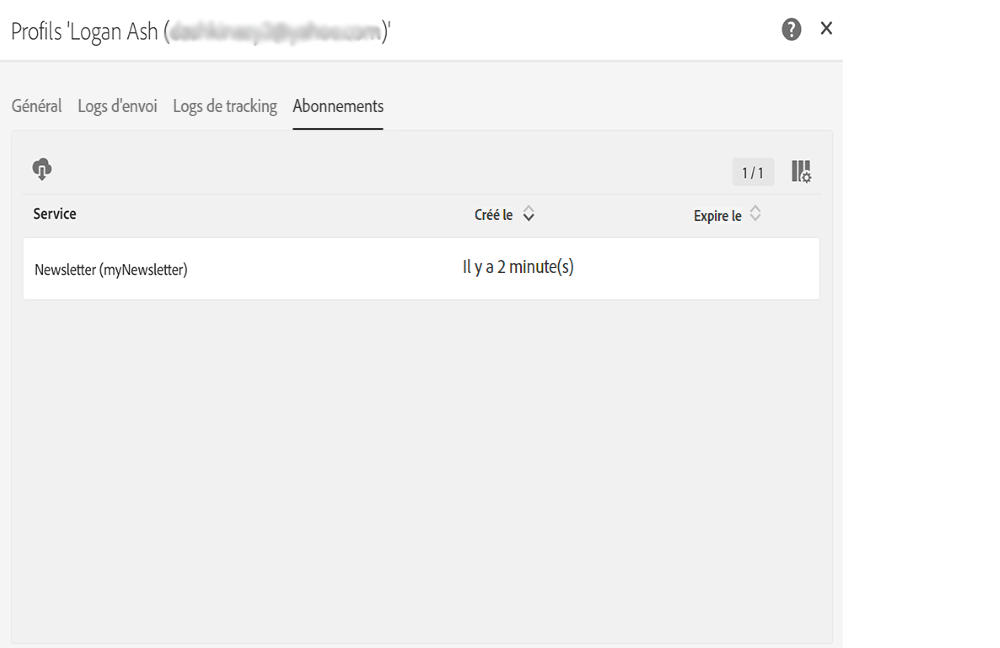 Profils 'Logan Ash ()'
Général Logs d'envoi Logs de tracking Abonnements
1 / 1
Service Créé le Expire le
Newsletter (myNewsletter) Il y a 2 minute(s)